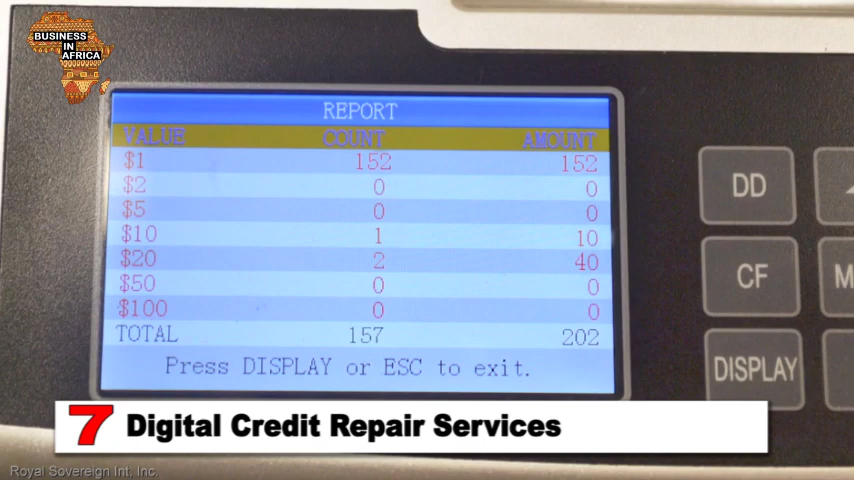 BUSINESS
IN
AFRICA
REPORT
VALUE COUNT AMOUNT
$1 152 152
$2 0 0
$5 0 0
$10 1 10
$20 2 40
$50 0 0
$100 0 0
TOTAL 157 202
Press DISPLAY or ESC to exit.
DD
CF
M
DISPLAY
7 Digital Credit Repair Services
Royal Sovereign Int, Inc.